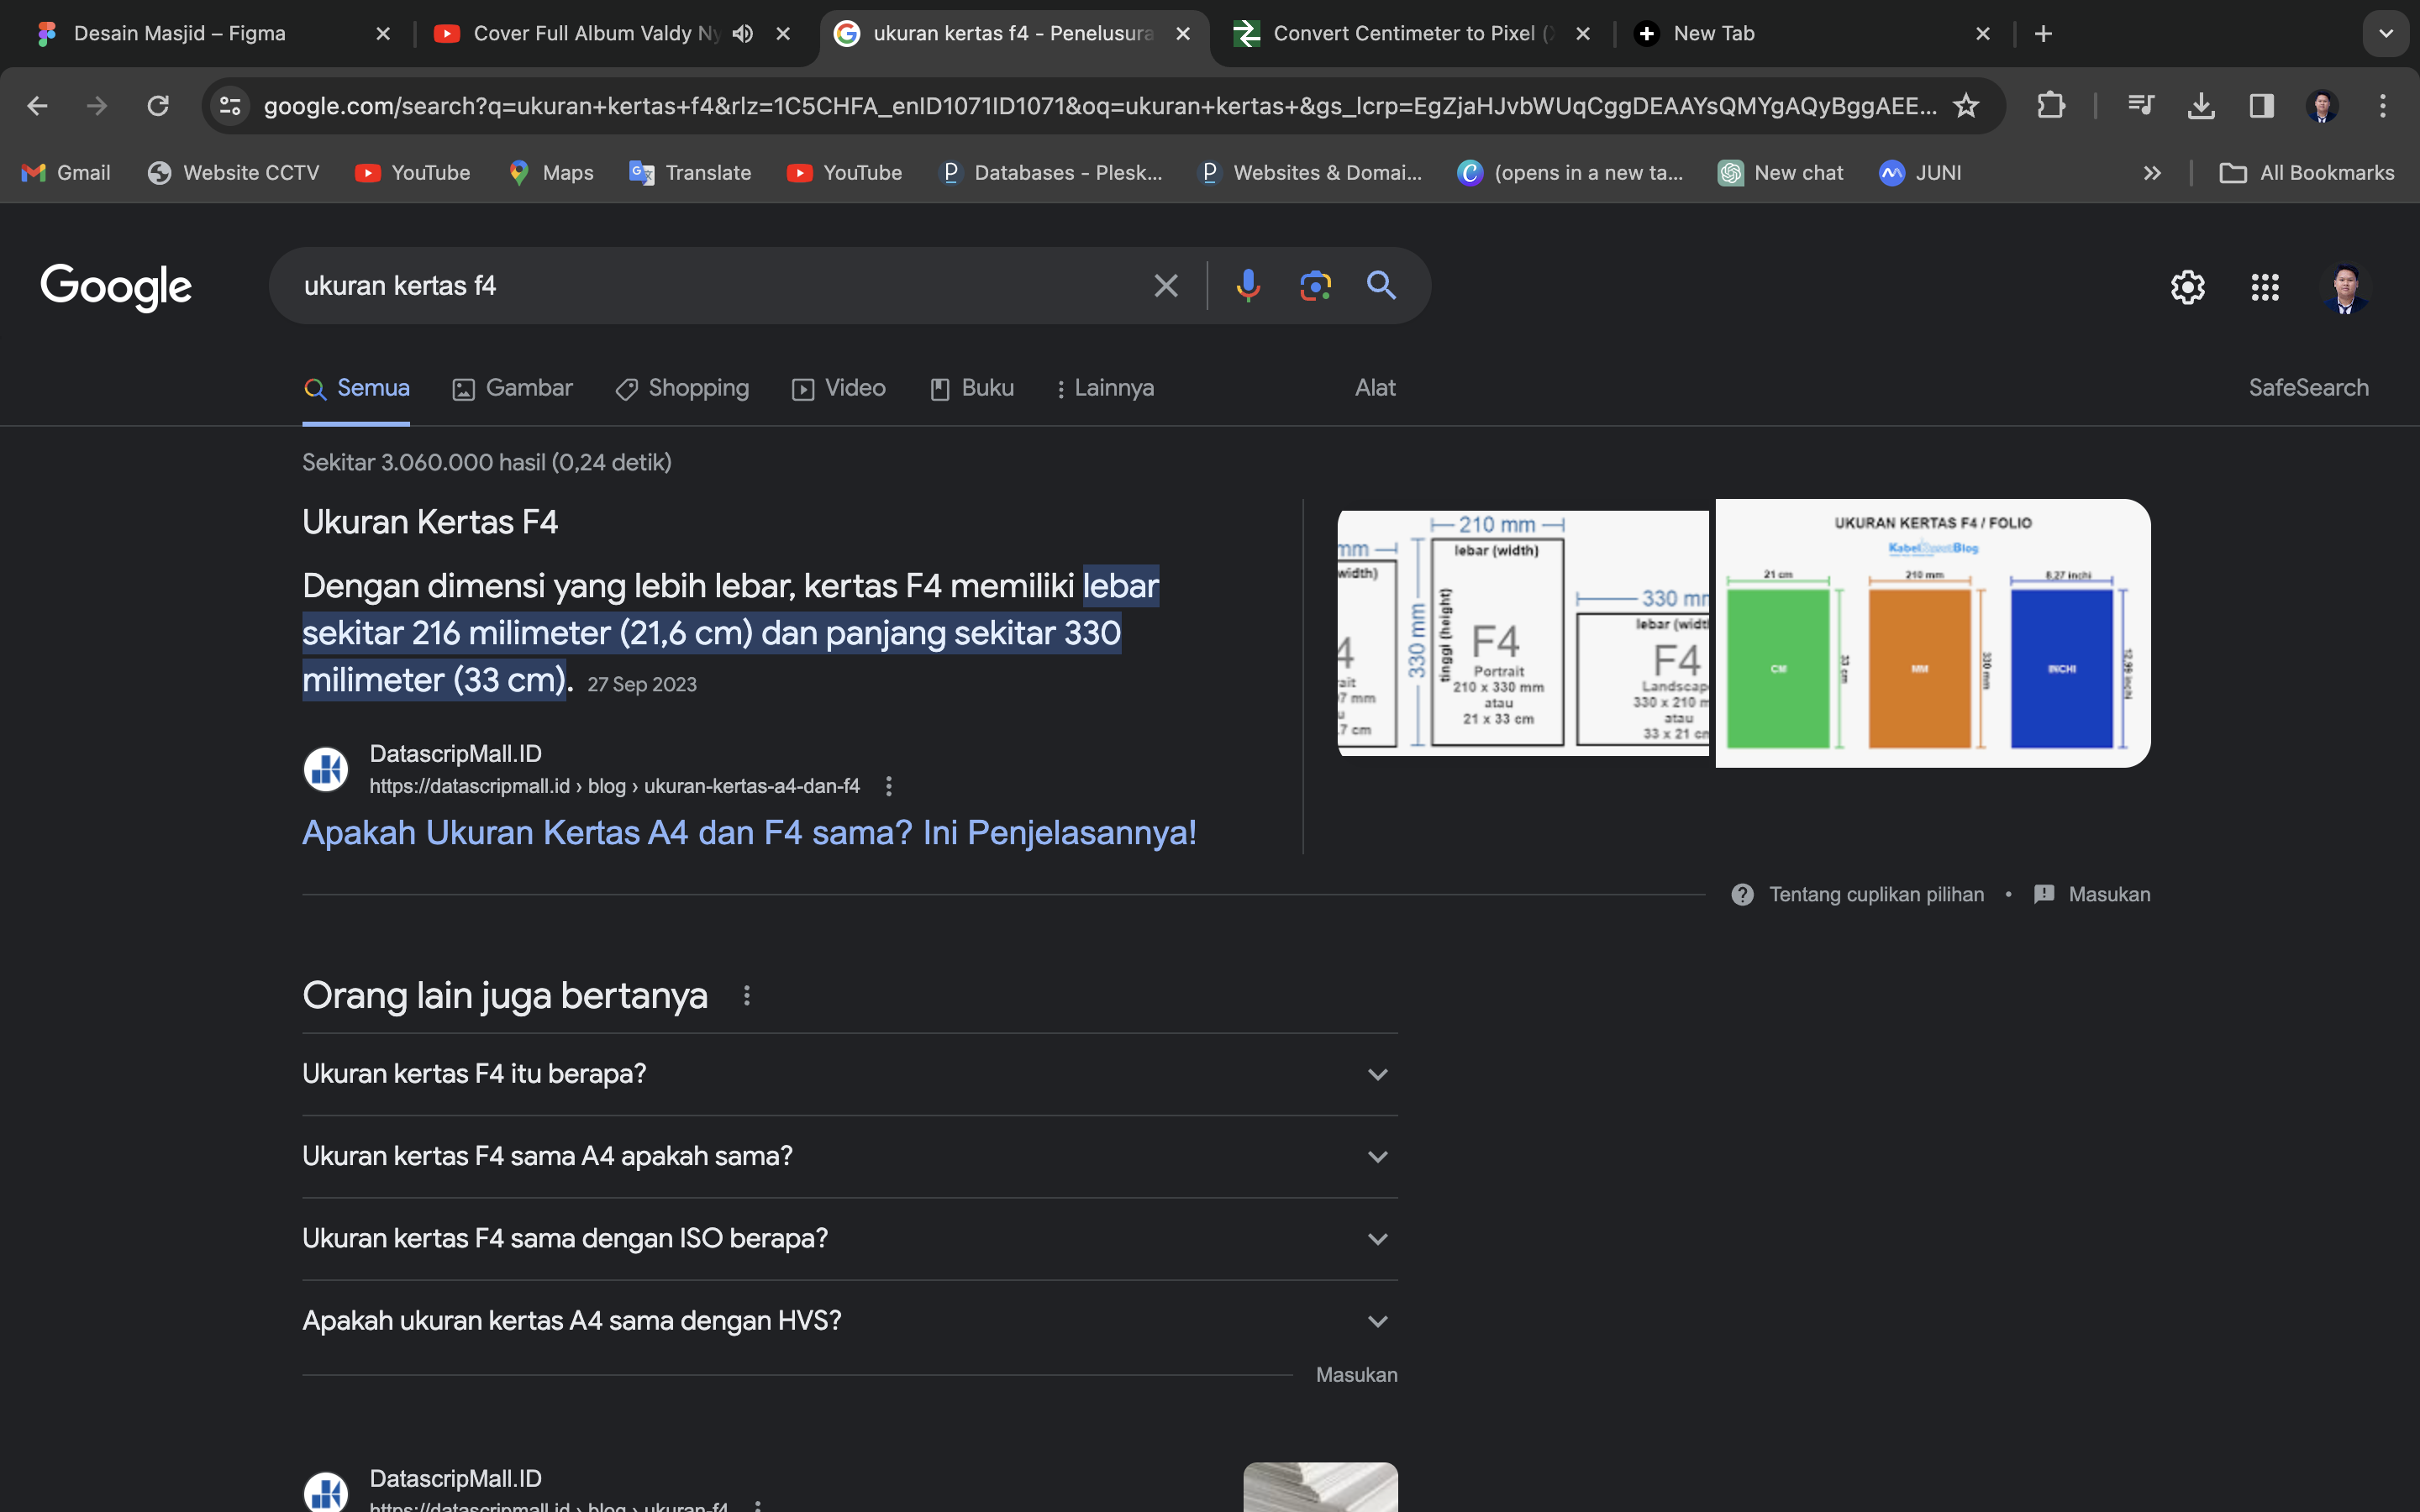 Desain Masjid – Figma
Cover Full Album Valdy Ny
ukuran kertas f4 - Penelusura
Convert Centimeter to Pixel (
New Tab
google.com/search?q=ukuran+kertas+f4&rlz=1C5CHFA_enID1071ID1071&oq=ukuran+kertas+&gs_lcrp=EgZjaHJvbWUqCggDEAAYsQMYgAQyBggAEE...
Gmail
Website CCTV
YouTube
Maps
Translate
YouTube
Databases - Plesk...
Websites & Domai...
(opens in a new ta...
New chat
JUNI
All Bookmarks
Google
ukuran kertas f4
Semua
Gambar
Shopping
Video
Buku
Lainnya
Alat
SafeSearch
Sekitar 3.060.000 hasil (0,24 detik)
Ukuran Kertas F4
Dengan dimensi yang lebih lebar, kertas F4 memiliki lebar
sekitar 216 milimeter (21,6 cm) dan panjang sekitar 330
milimeter (33 cm). 27 Sep 2023
DatascripMall.ID
https://datascripmall.id › blog › ukuran-kertas-a4-dan-f4
Apakah Ukuran Kertas A4 dan F4 sama? Ini Penjelasannya!
mm
width)
4
ait
7 mm
u
.7 cm
210 mm
lebar (width)
330 mm
tinggi (height)
F4
Portrait
210 x 330 mm
atau
21 x 33 cm
330 mm
lebar (widt
F4
Landscap
330 x 210 m
atau
33 x 21 cm
UKURAN KERTAS F4 / FOLIO
21 cm
210 mm
8,27 inchi
CM
33 cm
MM
330 mm
INCHI
12,99 inchi
Tentang cuplikan pilihan • Masukan
Orang lain juga bertanya
Ukuran kertas F4 itu berapa?
Ukuran kertas F4 sama A4 apakah sama?
Ukuran kertas F4 sama dengan ISO berapa?
Apakah ukuran kertas A4 sama dengan HVS?
Masukan
DatascripMall.ID
https://datascripmall.id › blog › ukuran-f4